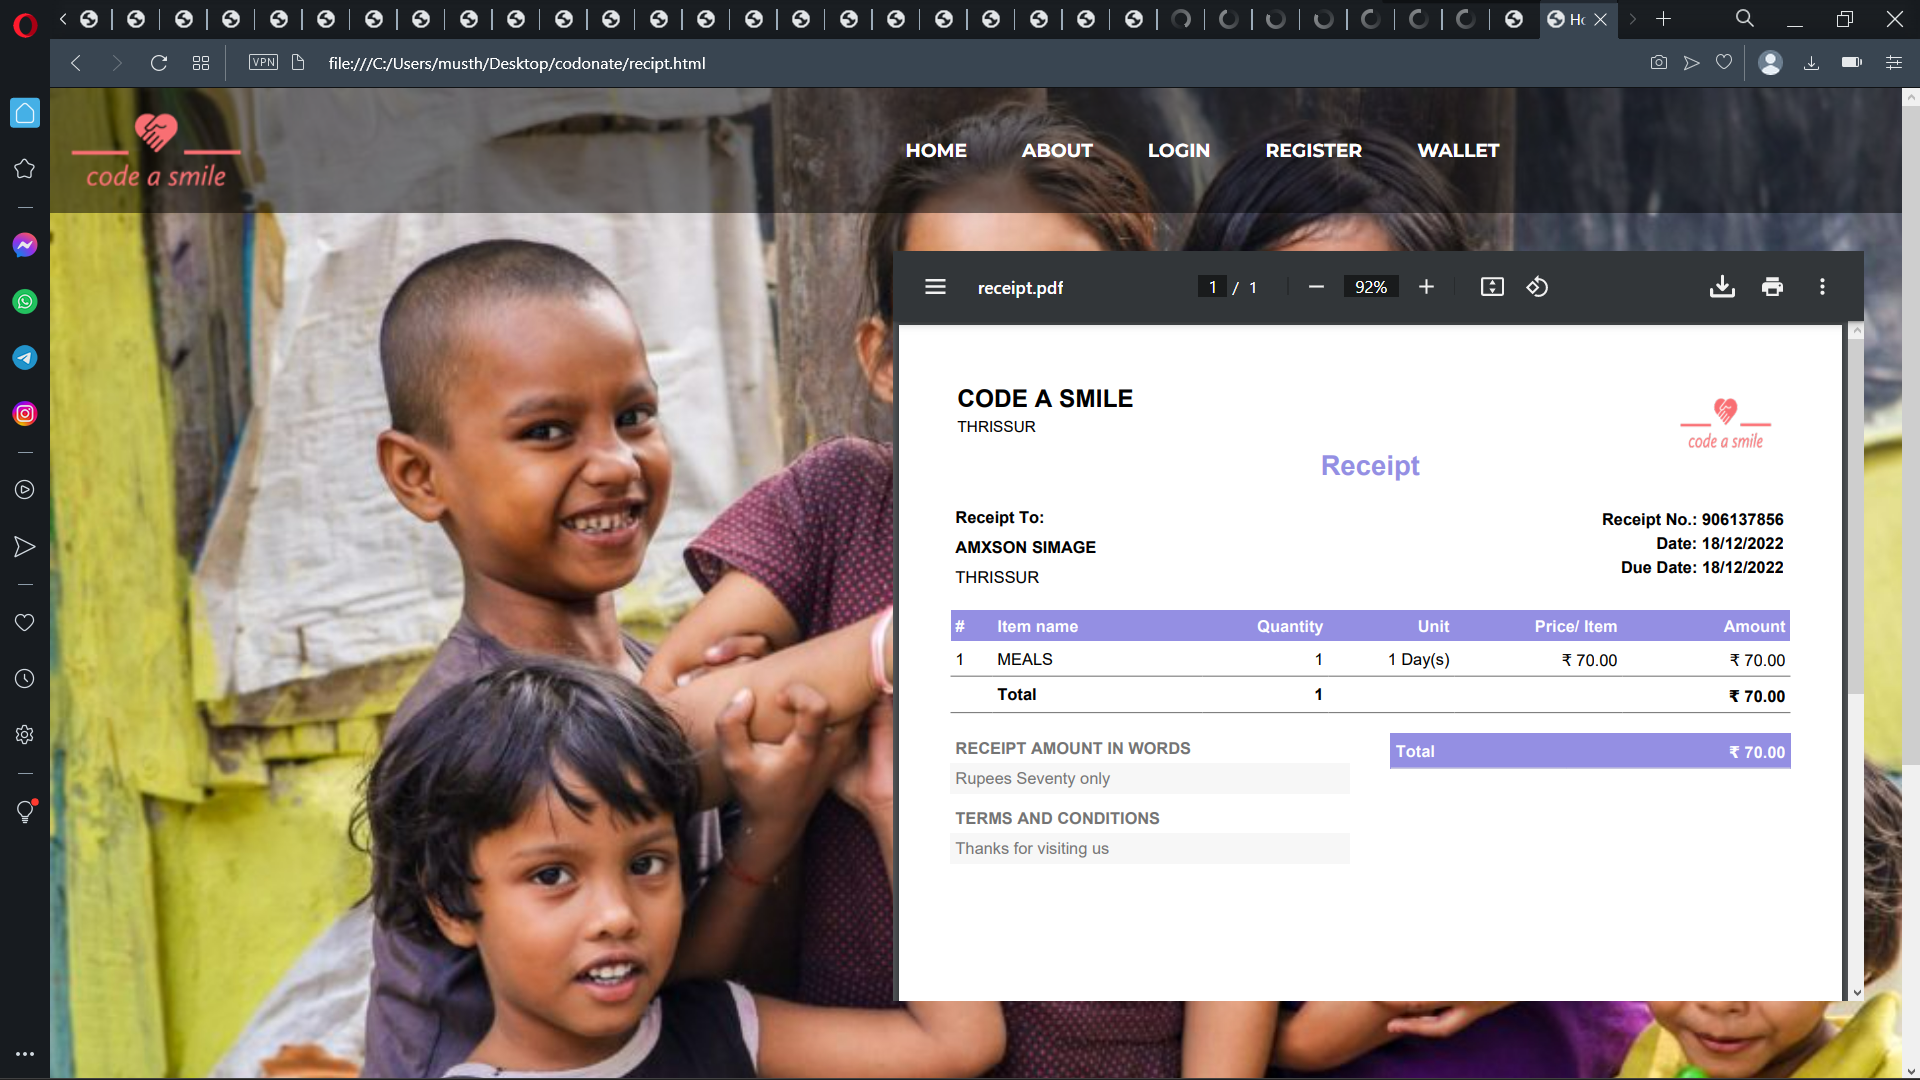 Ho
VPN
file:///C:/Users/musth/Desktop/codonate/recipt.html
code a smile
HOME ABOUT LOGIN REGISTER WALLET
receipt.pdf 1 / 1 92%
CODE A SMILE
THRISSUR
code a smile
Receipt
Receipt To:
AMXSON SIMAGE
THRISSUR
Receipt No.: 906137856
Date: 18/12/2022
Due Date: 18/12/2022
# Item name Quantity Unit Price/ Item Amount
1 MEALS 1 1 Day(s) ₹ 70.00 ₹ 70.00
Total 1 ₹ 70.00
RECEIPT AMOUNT IN WORDS
Rupees Seventy only
Total ₹ 70.00
TERMS AND CONDITIONS
Thanks for visiting us